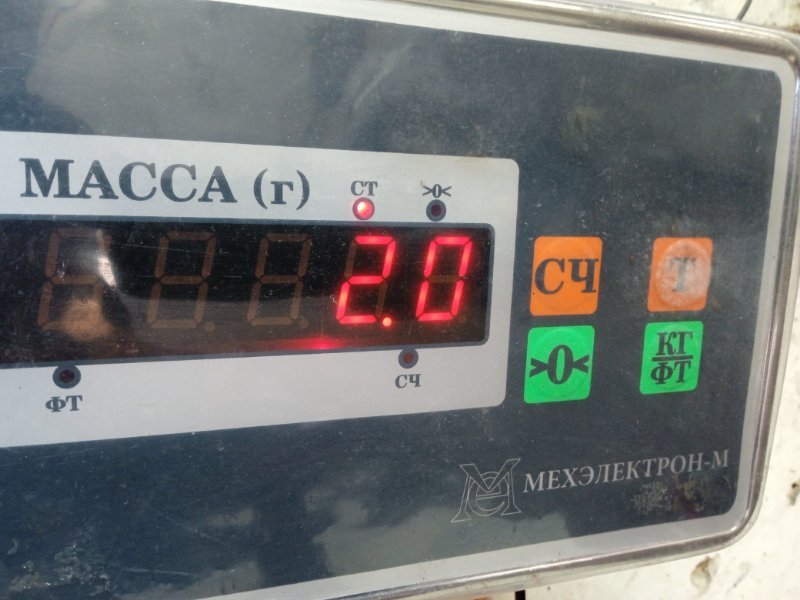 МАССА (г)
СТ
>0<
2.0
СЧ
Т
>0<
КГ
ФТ
ФТ
СЧ
МЕХЭЛЕКТРОН-М